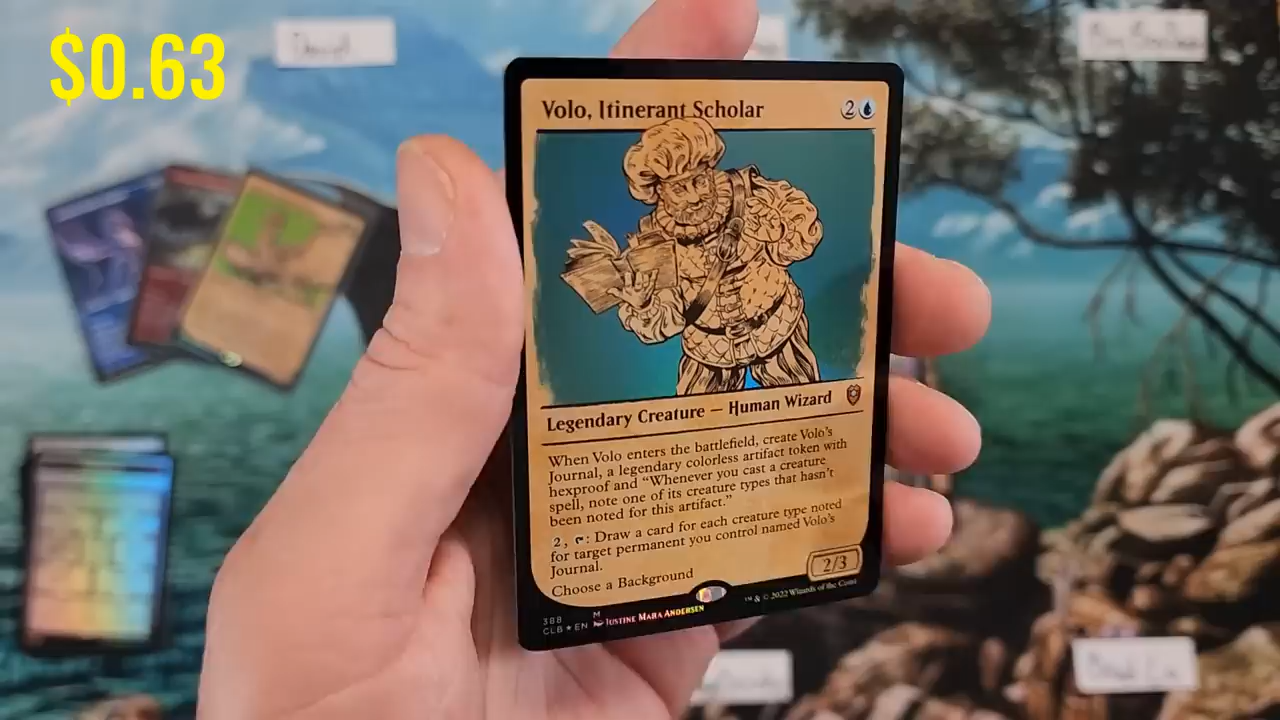 $0.63
Volo, Itinerant Scholar 2
Legendary Creature — Human Wizard
When Volo enters the battlefield, create Volo's
Journal, a legendary colorless artifact token with
hexproof and "Whenever you cast a creature
spell, note one of its creature types that hasn't
been noted for this artifact."
2, : Draw a card for each creature type noted
for target permanent you control named Volo's
Journal.
Choose a Background
2/3
388 M
CLB ★ EN JUSTINE MARA ANDERSEN
™ & © 2022 Wizards of the Coast